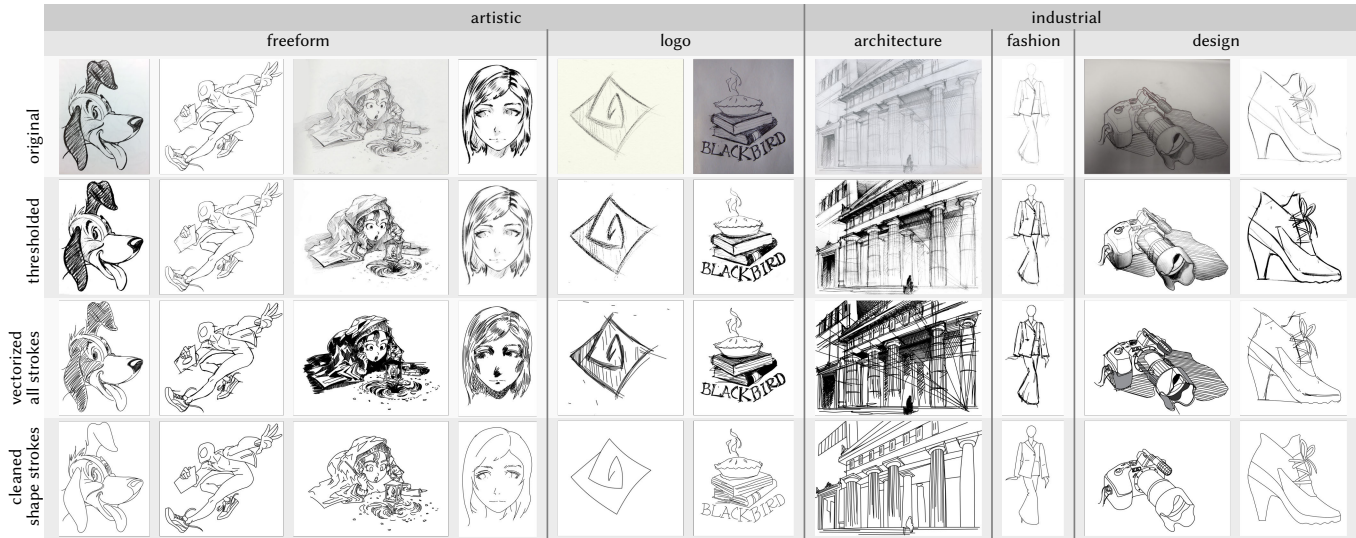 artistic
industrial
freeform
logo
architecture
fashion
design
original
BLACKBIRD
thresholded
BLACKBIRD
vectorized
all strokes
BLACKBIRD
cleaned
shape strokes
BLACKBIRD